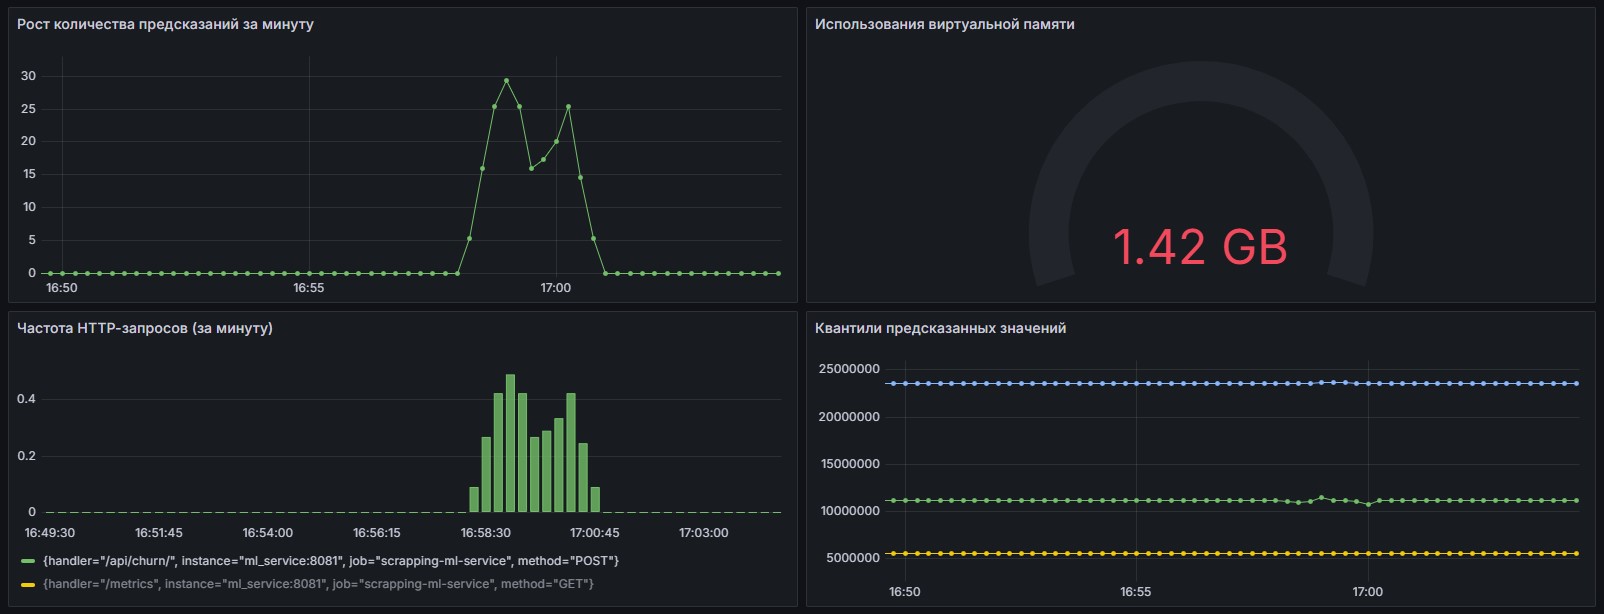 Рост количества предсказаний за минуту
30
25
20
15
10
5
0
16:50 16:55 17:00
Использования виртуальной памяти
1.42 GB
Частота HTTP-запросов (за минуту)
0.4
0.2
0
16:49:30 16:51:45 16:54:00 16:56:15 16:58:30 17:00:45 17:03:00
{handler="/api/churn/", instance="ml_service:8081", job="scrapping-ml-service", method="POST"}
{handler="/metrics", instance="ml_service:8081", job="scrapping-ml-service", method="GET"}
Квантили предсказанных значений
25000000
20000000
15000000
10000000
5000000
16:50 16:55 17:00